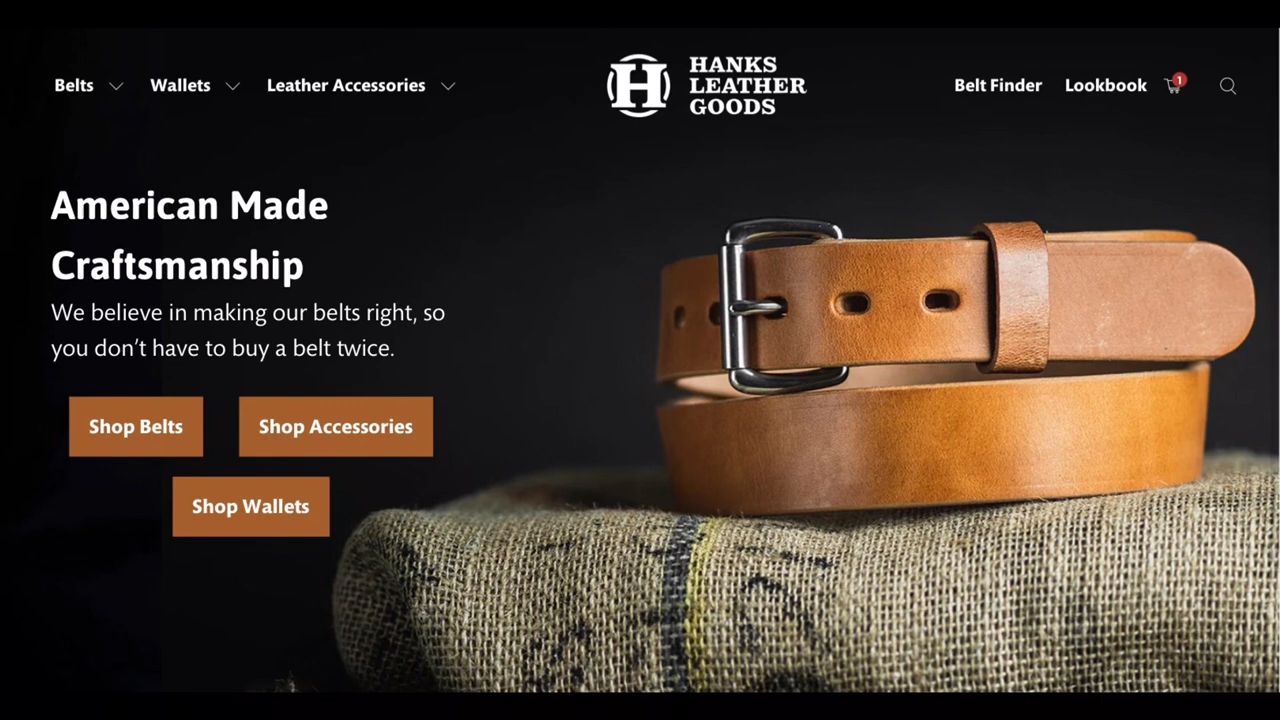 Belts
Wallets
Leather Accessories
H
HANKS
LEATHER
GOODS
Belt Finder
Lookbook
1
American Made
Craftsmanship
We believe in making our belts right, so
you don’t have to buy a belt twice.
Shop Belts
Shop Accessories
Shop Wallets